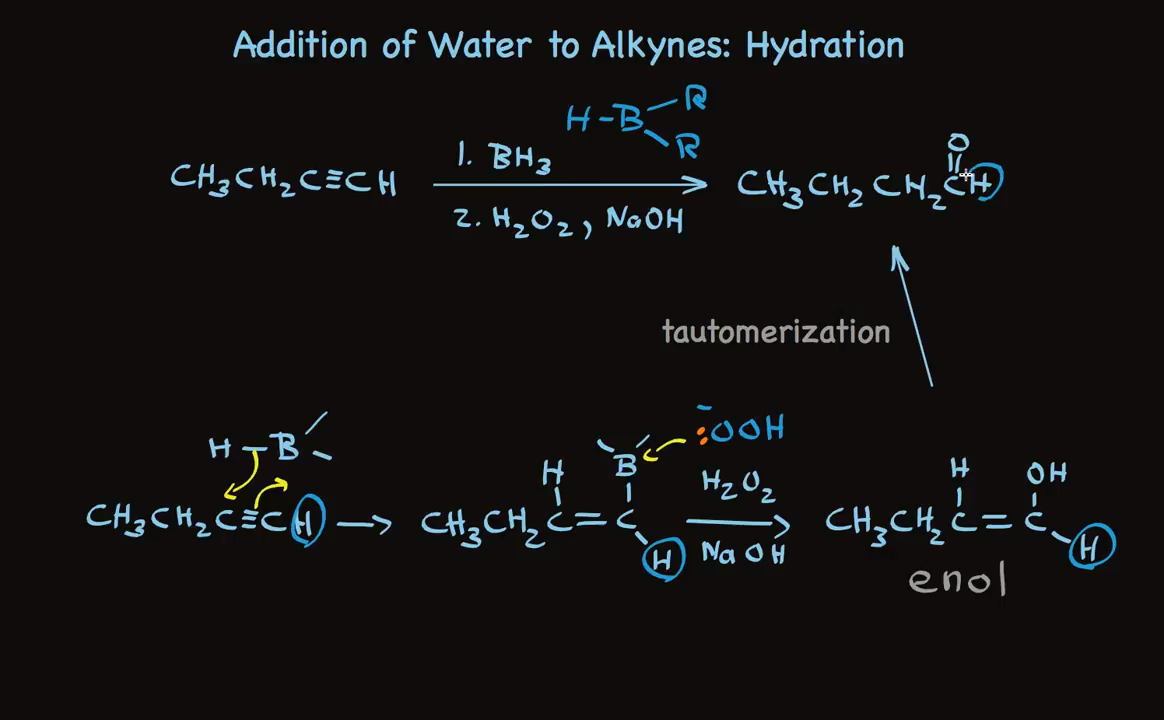 Addition of Water to Alkynes: Hydration
H-B
R
R
1. BH3
CH3CH2C≡CH
2. H2O2, NaOH
O
CH3CH2CH2CH
tautomerization
H-B
CH3CH2C≡CH
H B
CH3CH2C=C
H
:OOH
H2O2
NaOH
H OH
CH3CH2C=C
H
enol